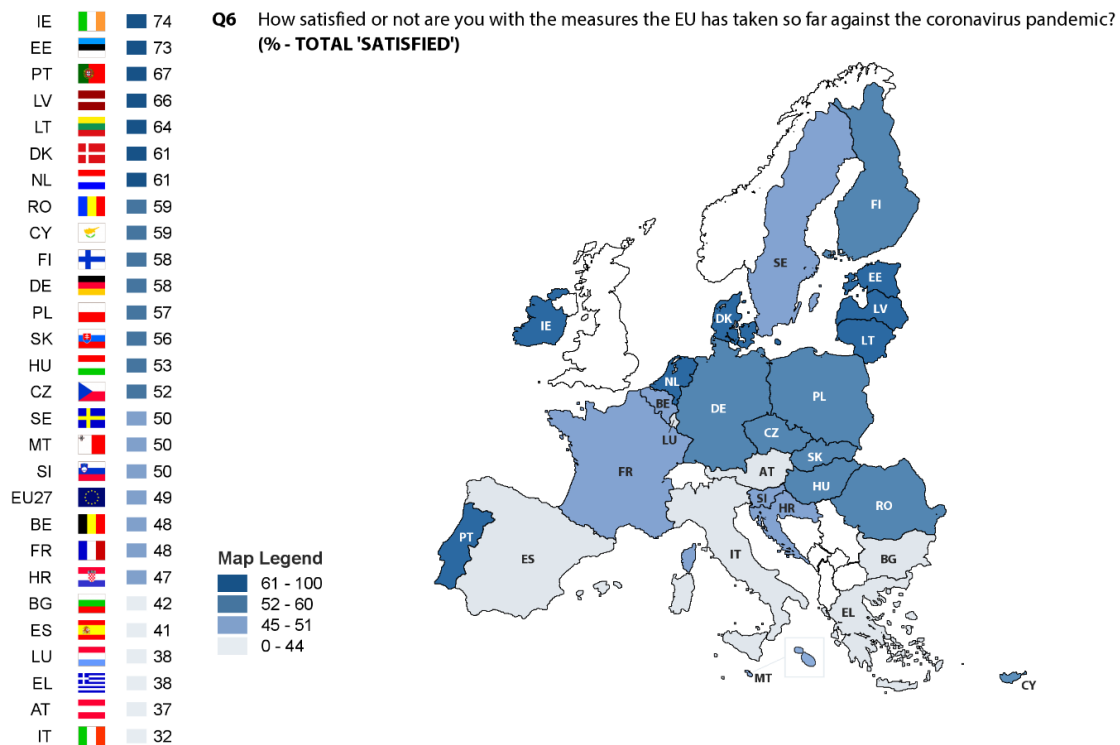 Q6 How satisfied or not are you with the measures the EU has taken so far against the coronavirus pandemic?
(% - TOTAL 'SATISFIED')
IE 74
EE 73
PT 67
LV 66
LT 64
DK 61
NL 61
RO 59
CY 59
FI 58
DE 58
PL 57
SK 56
HU 53
CZ 52
SE 50
MT 50
SI 50
EU27 49
BE 48
FR 48
HR 47
BG 42
ES 41
LU 38
EL 38
AT 37
IT 32
Map Legend
61 - 100
52 - 60
45 - 51
0 - 44
FI
SE
EE
LV
LT
DK
IE
NL
BE
DE
PL
LU
CZ
SK
FR
AT
HU
SI
HR
RO
PT
ES
IT
BG
EL
MT
CY